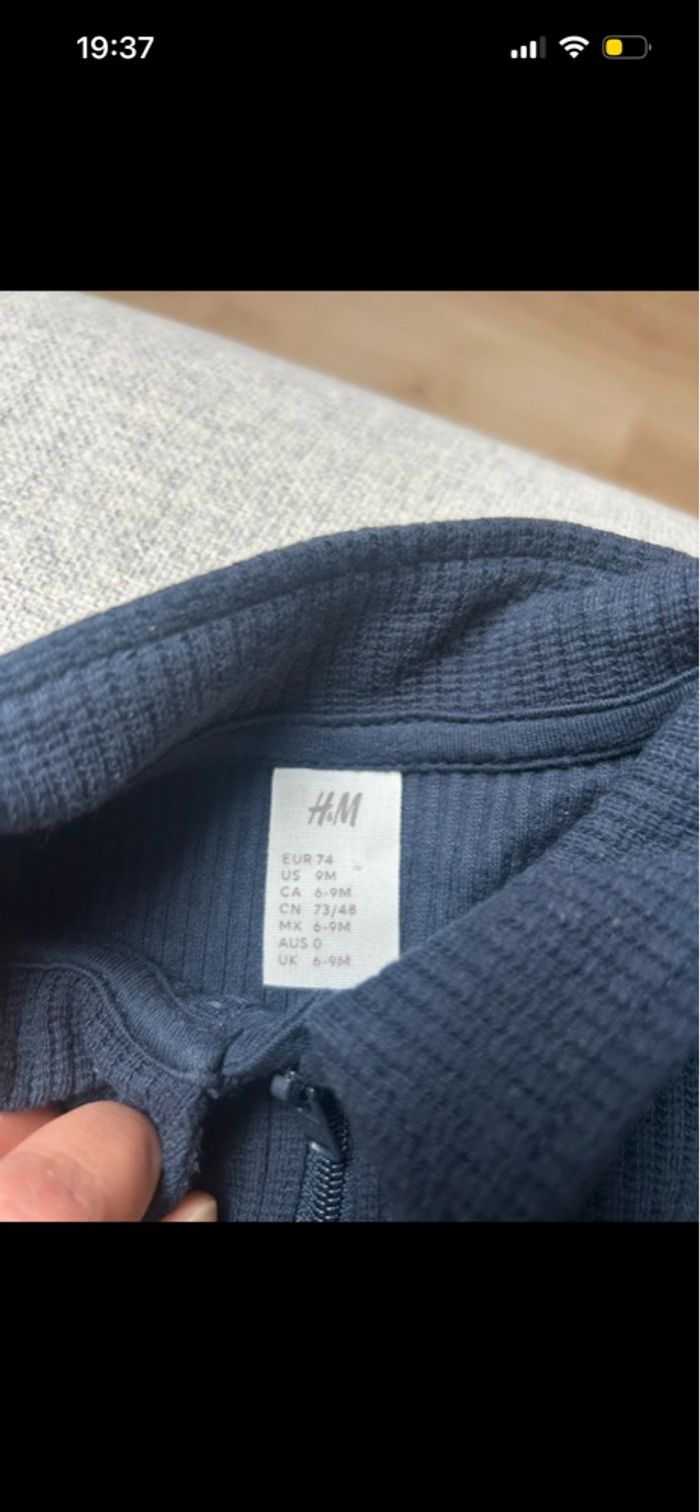 19:37
H&M
EUR 74
US 9M
CA 6-9M
CN 73/48
MX 6-9M
AUS 0
UK 6-9M